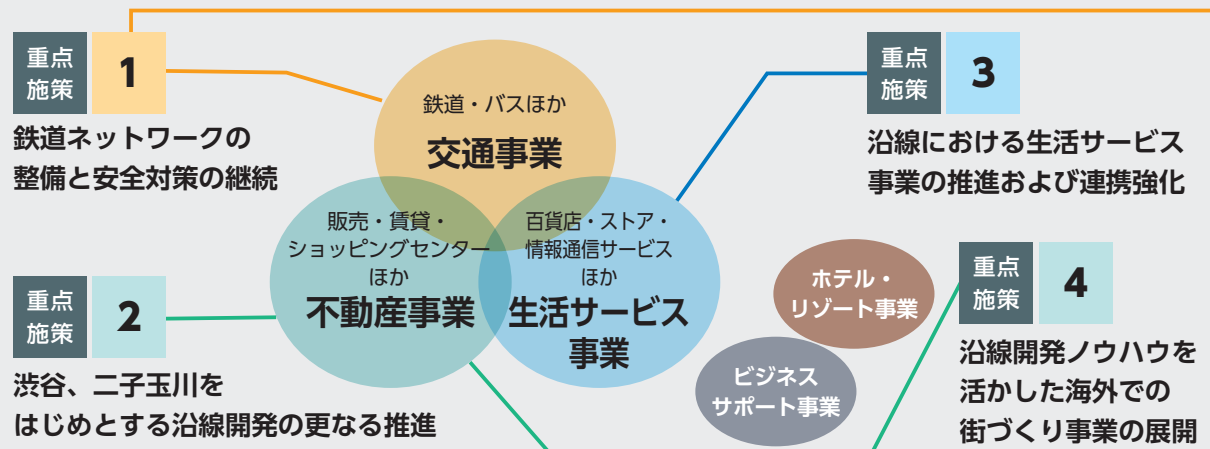 重点
施策
1
鉄道ネットワークの
整備と安全対策の継続
鉄道・バスほか
交通事業
重点
施策
3
沿線における生活サービス
事業の推進および連携強化
販売・賃貸・
ショッピングセンター
ほか
不動産事業
百貨店・ストア・
情報通信サービス
ほか
生活サービス
事業
重点
施策
2
渋谷、二子玉川を
はじめとする沿線開発の更なる推進
ホテル・
リゾート事業
ビジネス
サポート事業
重点
施策
4
沿線開発ノウハウを
活かした海外での
街づくり事業の展開